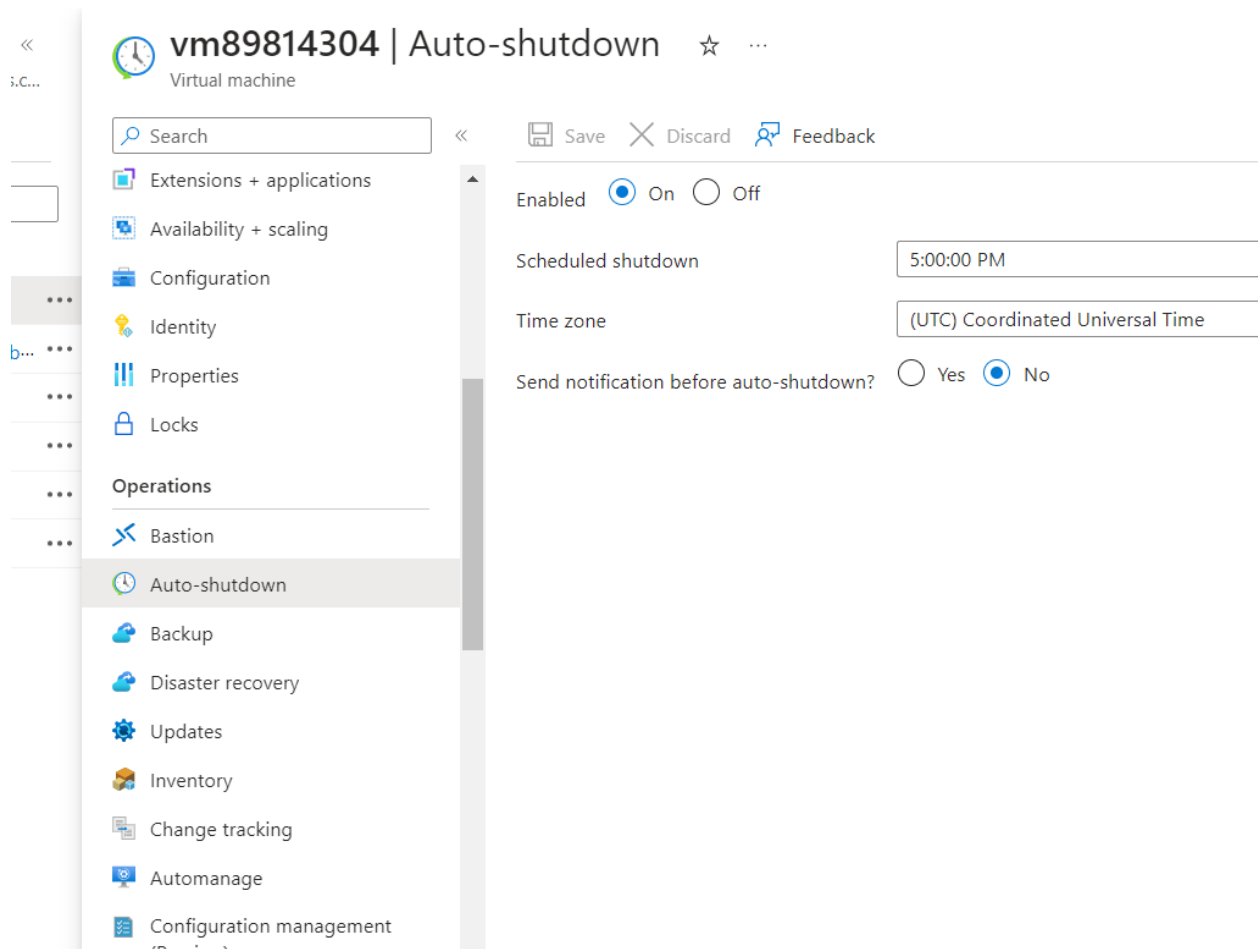 «
s.c...
b...
vm89814304 | Auto-shutdown
Virtual machine
Search
«
Extensions + applications
Availability + scaling
Configuration
Identity
Properties
Locks
Operations
Bastion
Auto-shutdown
Backup
Disaster recovery
Updates
Inventory
Change tracking
Automanage
Configuration management
Save Discard Feedback
Enabled On Off
Scheduled shutdown 5:00:00 PM
Time zone (UTC) Coordinated Universal Time
Send notification before auto-shutdown? Yes No